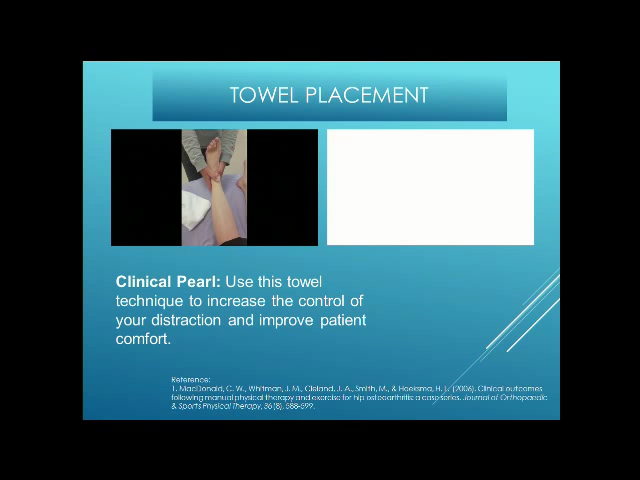 TOWEL PLACEMENT
Clinical Pearl: Use this towel
technique to increase the control of
your distraction and improve patient
comfort.
Reference:
1. MacDonald, C. W., Whitman, J. M., Cleland, J. A., Smith, M., & Hoeksma, H. L. (2006). Clinical outcomes
following manual physical therapy and exercise for hip osteoarthritis: a case series. Journal of Orthopaedic
& Sports Physical Therapy, 36(8), 588-599.